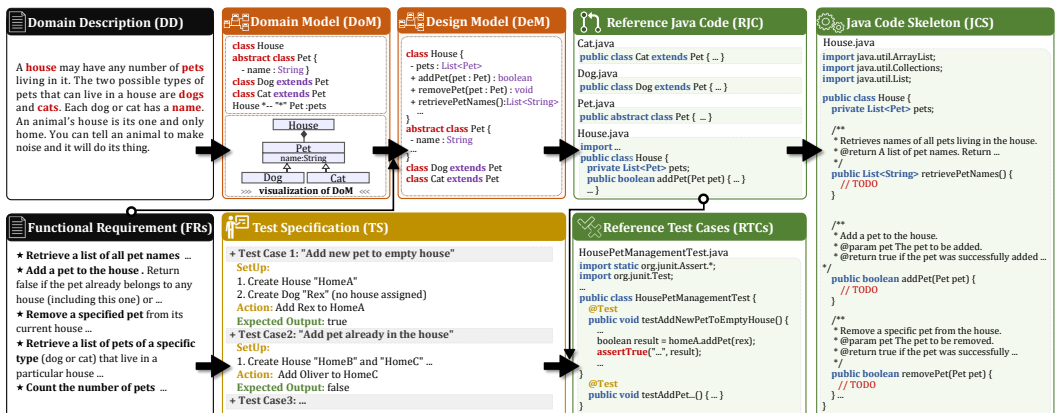 Domain Description (DD)
A house may have any number of pets
living in it. The two possible types of
pets that can live in a house are dogs
and cats. Each dog or cat has a name.
An animal's house is its one and only
home. You can tell an animal to make
noise and it will do its thing.
Domain Model (DoM)
class House
abstract class Pet {
- name : String }
class Dog extends Pet
class Cat extends Pet
House *-- "*" Pet :pets
House
Pet
name:String
Dog
Cat
>>> visualization of DoM <<<
Design Model (DeM)
class House {
- pets : List<Pet>
+ addPet(pet : Pet) : boolean
+ removePet(pet : Pet) : void
+ retrievePetNames():List<String>
...
}
abstract class Pet {
- name : String
...
}
class Dog extends Pet
class Cat extends Pet
Reference Java Code (RJC)
Cat.java
public class Cat extends Pet { ... }
Dog.java
public class Dog extends Pet { ... }
Pet.java
public abstract class Pet { ... }
House.java
import ...
public class House {
private List<Pet> pets;
public boolean addPet(Pet pet) { ... }
... }
Java Code Skeleton (JCS)
House.java
import java.util.ArrayList;
import java.util.Collections;
import java.util.List;
public class House {
private List<Pet> pets;
/**
* Retrieves names of all pets living in the house.
* @return A list of pet names. Return ...
*/
public List<String> retrievePetNames() {
// TODO
}
/**
* Add a pet to the house.
* @param pet The pet to be added.
* @return true if the pet was successfully added ...
*/
public boolean addPet(Pet pet) {
// TODO
}
/**
* Remove a specific pet from the house.
* @param pet The pet to be removed.
* @return true if the pet was successfully ...
*/
public boolean removePet(Pet pet) {
// TODO
} ...
}
Functional Requirement (FRs)
★ Retrieve a list of all pet names ...
★ Add a pet to the house . Return
false if the pet already belongs to any
house (including this one) or ...
★ Remove a specified pet from its
current house ...
★ Retrieve a list of pets of a specific
type (dog or cat) that live in a
particular house ...
★ Count the number of pets ...
Test Specification (TS)
+ Test Case 1: "Add new pet to empty house"
SetUp:
1. Create House "HomeA"
2. Create Dog "Rex" (no house assigned)
Action: Add Rex to HomeA
Expected Output: true
+ Test Case2: "Add pet already in the house"
SetUp:
1. Create House "HomeB" and "HomeC" ...
Action: Add Oliver to HomeC
Expected Output: false
+ Test Case3: ...
Reference Test Cases (RTCs)
HousePetManagementTest.java
import static org.junit.Assert.*;
import org.junit.Test;
...
public class HousePetManagementTest {
@Test
public void testAddNewPetToEmptyHouse() {
...
boolean result = homeA.addPet(rex);
assertTrue("...", result);
...
}
@Test
public void testAddPet...() { ... }
}